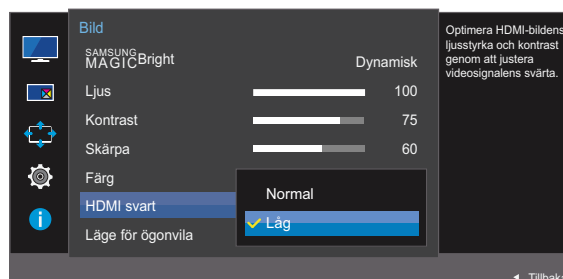 Bild
SAMSUNG MAGICBright Dynamisk
Ljus 100
Kontrast 75
Skärpa 60
Färg
HDMI svart
Läge för ögonvila
Normal
Låg
Optimera HDMI-bildens
ljusstyrka och kontrast
genom att justera
videosignalens svärta.